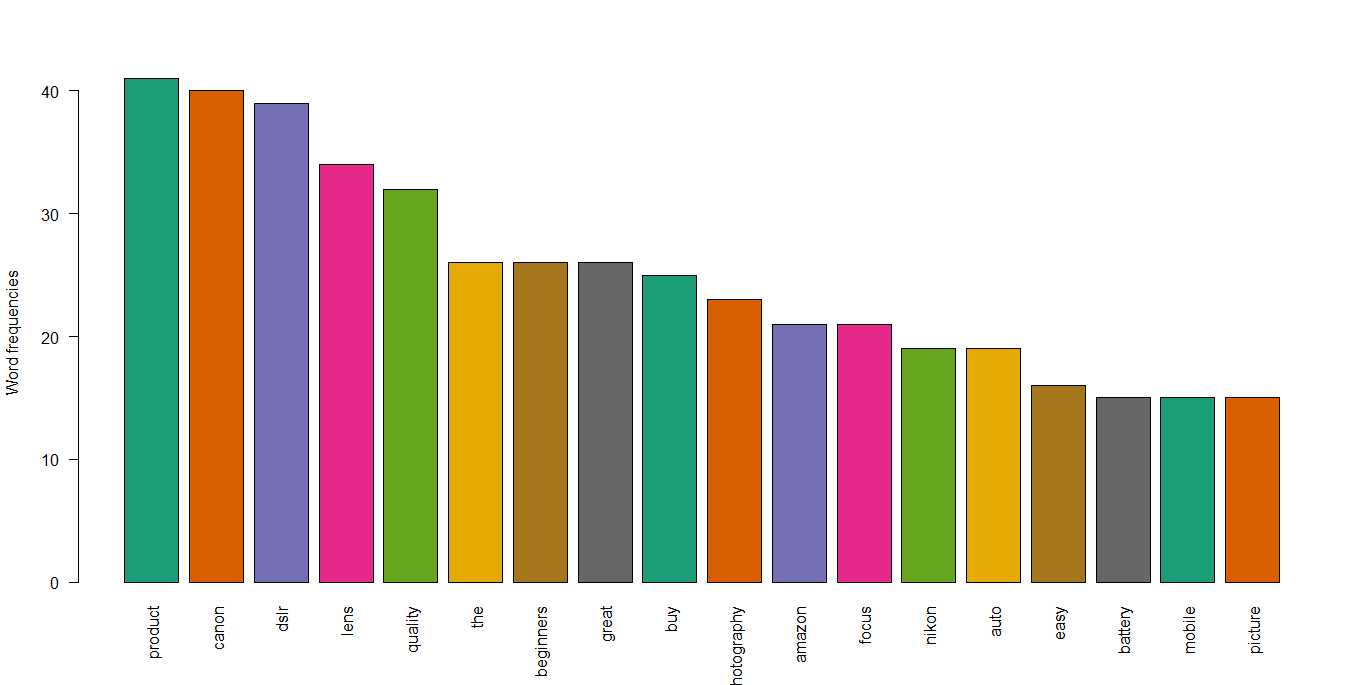 Word frequencies
40
30
20
10
0
product
canon
dslr
lens
quality
the
beginners
great
buy
hotography
amazon
focus
nikon
auto
easy
battery
mobile
picture